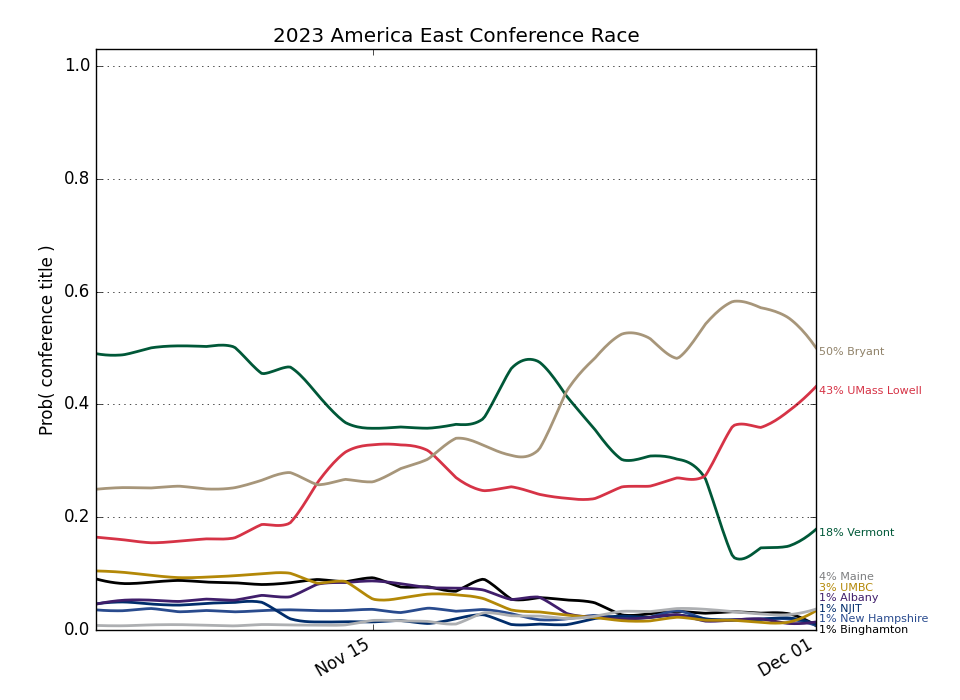 2023 America East Conference Race
Prob( conference title )
1.0
0.8
0.6
0.4
0.2
0.0
Nov 15
Dec 01
50% Bryant
43% UMass Lowell
18% Vermont
4% Maine
3% UMBC
1% Albany
1% NJIT
1% New Hampshire
1% Binghamton